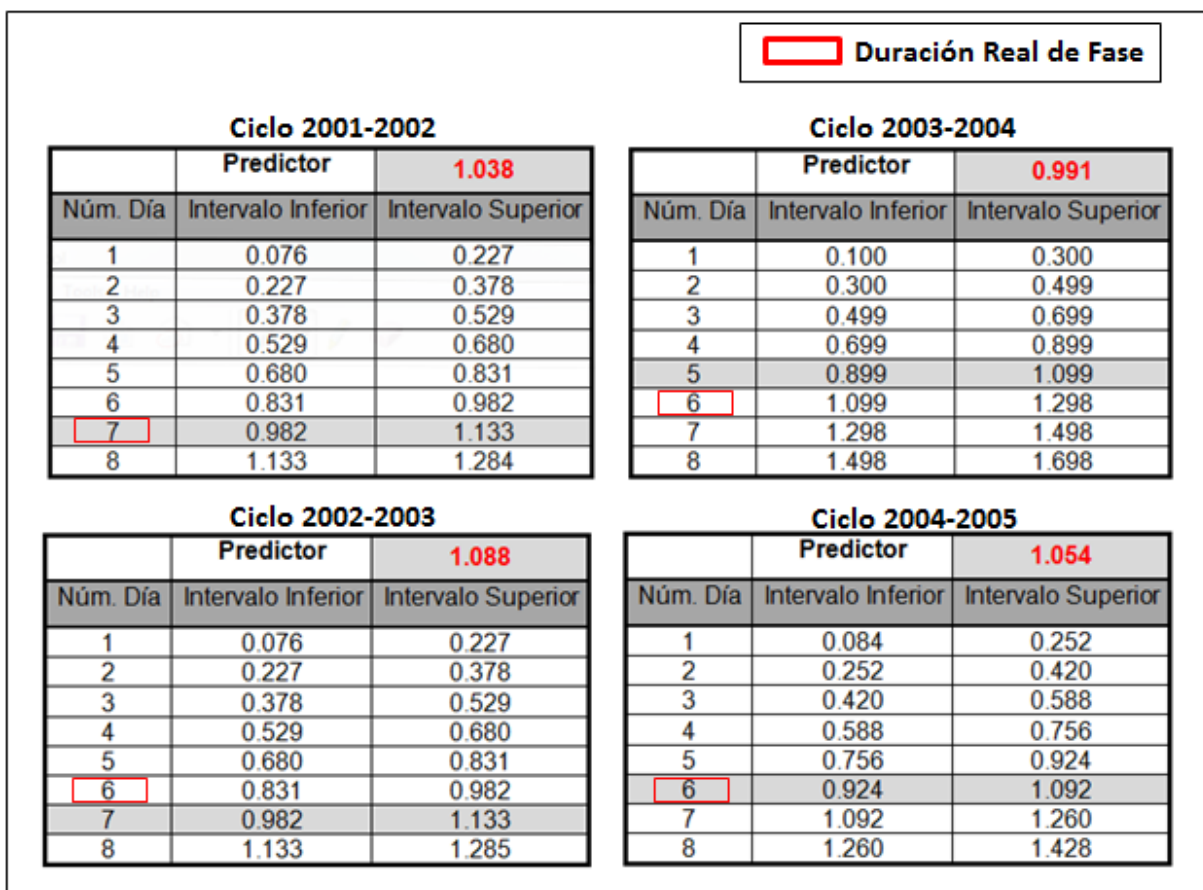 Duración Real de Fase
Ciclo 2001-2002
Predictor 1.038
Núm. Día Intervalo Inferior Intervalo Superior
1 0.076 0.227
2 0.227 0.378
3 0.378 0.529
4 0.529 0.680
5 0.680 0.831
6 0.831 0.982
7 0.982 1.133
8 1.133 1.284
Ciclo 2003-2004
Predictor 0.991
Núm. Día Intervalo Inferior Intervalo Superior
1 0.100 0.300
2 0.300 0.499
3 0.499 0.699
4 0.699 0.899
5 0.899 1.099
6 1.099 1.298
7 1.298 1.498
8 1.498 1.698
Ciclo 2002-2003
Predictor 1.088
Núm. Día Intervalo Inferior Intervalo Superior
1 0.076 0.227
2 0.227 0.378
3 0.378 0.529
4 0.529 0.680
5 0.680 0.831
6 0.831 0.982
7 0.982 1.133
8 1.133 1.285
Ciclo 2004-2005
Predictor 1.054
Núm. Día Intervalo Inferior Intervalo Superior
1 0.084 0.252
2 0.252 0.420
3 0.420 0.588
4 0.588 0.756
5 0.756 0.924
6 0.924 1.092
7 1.092 1.260
8 1.260 1.428